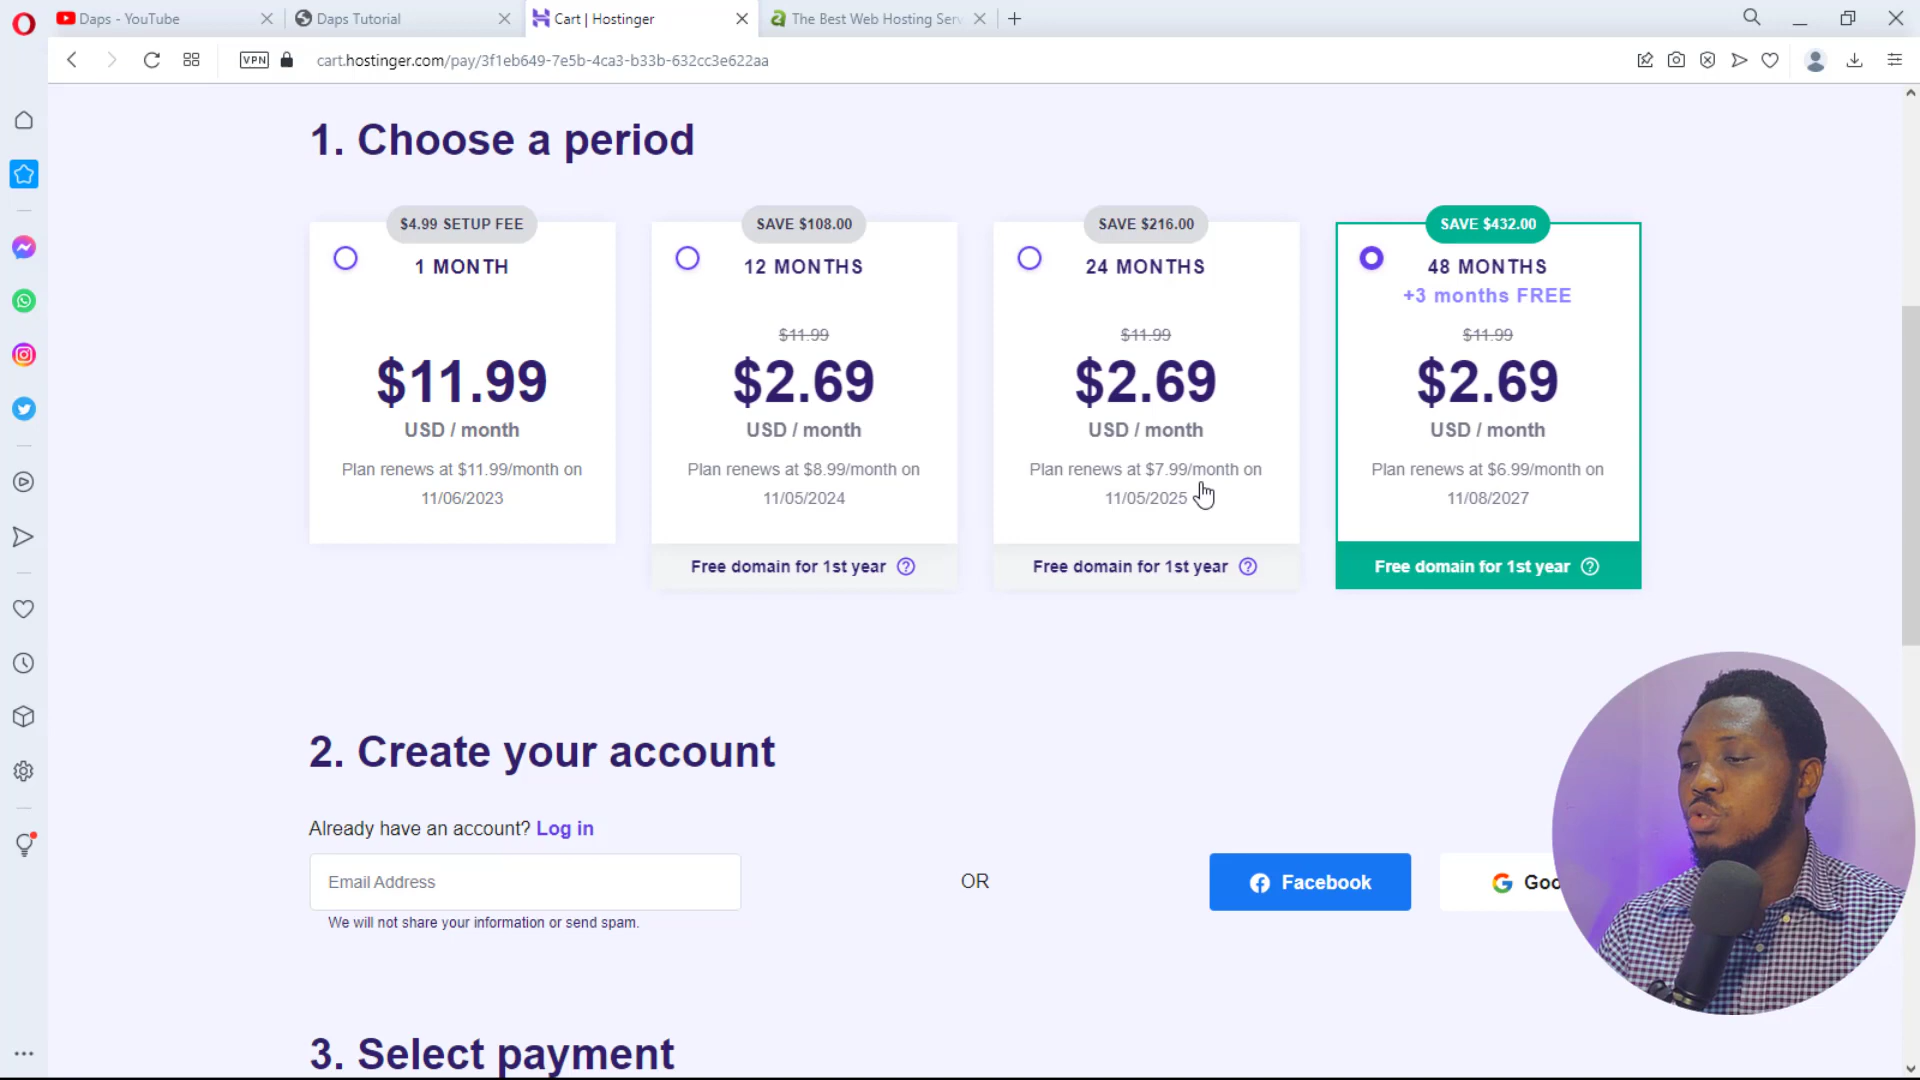 Daps - YouTube
Daps Tutorial
Cart | Hostinger
The Best Web Hosting Serv
VPN
cart.hostinger.com/pay/3f1eb649-7e5b-4ca3-b33b-632cc3e622aa
1. Choose a period
$4.99 SETUP FEE
1 MONTH
$11.99
USD / month
Plan renews at $11.99/month on
11/06/2023
SAVE $108.00
12 MONTHS
$11.99
$2.69
USD / month
Plan renews at $8.99/month on
11/05/2024
Free domain for 1st year
SAVE $216.00
24 MONTHS
$11.99
$2.69
USD / month
Plan renews at $7.99/month on
11/05/2025
Free domain for 1st year
SAVE $432.00
48 MONTHS
+3 months FREE
$11.99
$2.69
USD / month
Plan renews at $6.99/month on
11/08/2027
Free domain for 1st year
2. Create your account
Already have an account? Log in
Email Address
We will not share your information or send spam.
OR
Facebook
Goo
3. Select payment